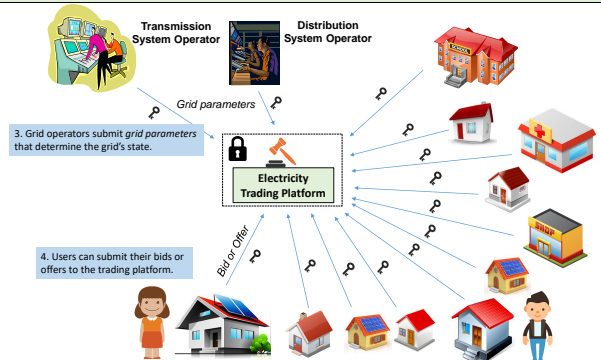 Transmission
System Operator
Distribution
System Operator
SCHOOL
Grid parameters
3. Grid operators submit grid parameters
that determine the grid's state.
Electricity
Trading Platform
SHOP
4. Users can submit their bids or
offers to the trading platform.
Bid or Offer